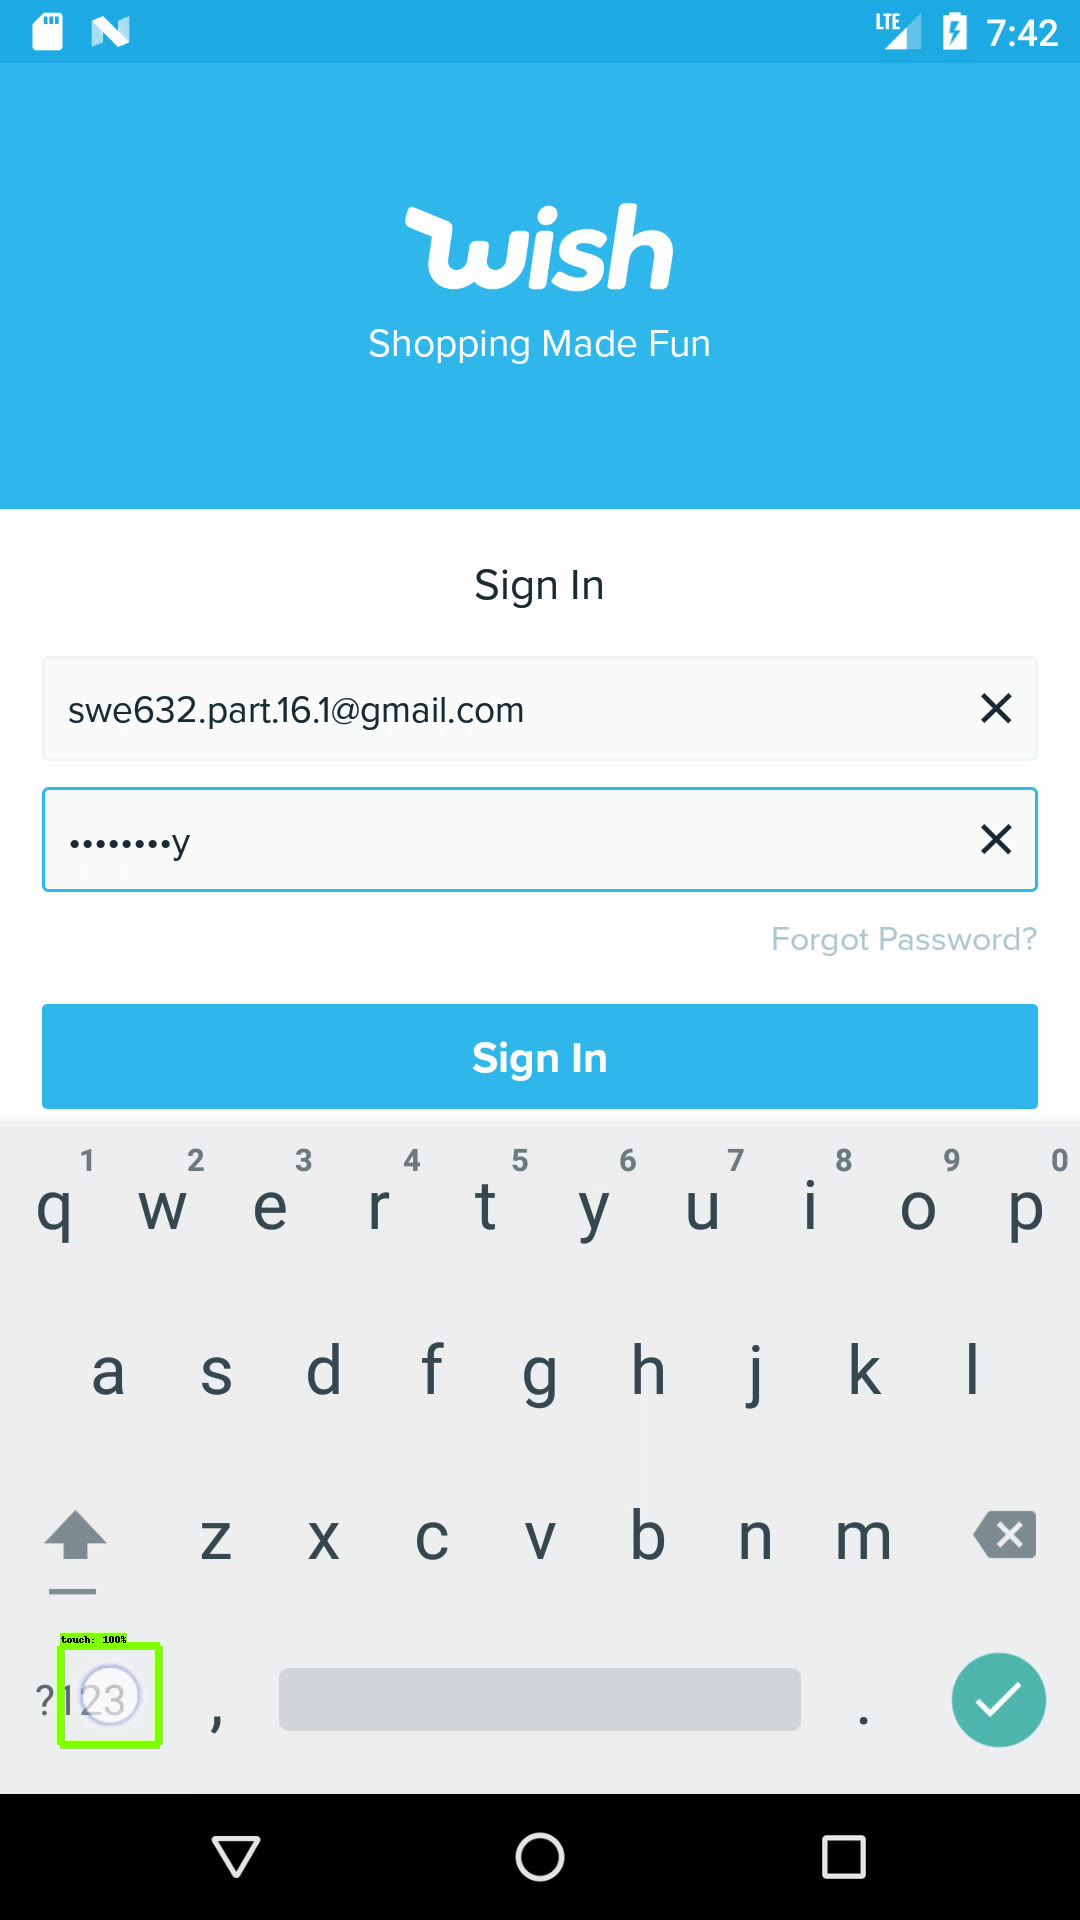 LTE 7:42
wish
Shopping Made Fun
Sign In
swe632.part.16.1@gmail.com
••••••••y
Forgot Password?
Sign In
1 2 3 4 5 6 7 8 9 0
q w e r t y u i o p
a s d f g h j k l
z x c v b n m
touch: 100%
?123 , .